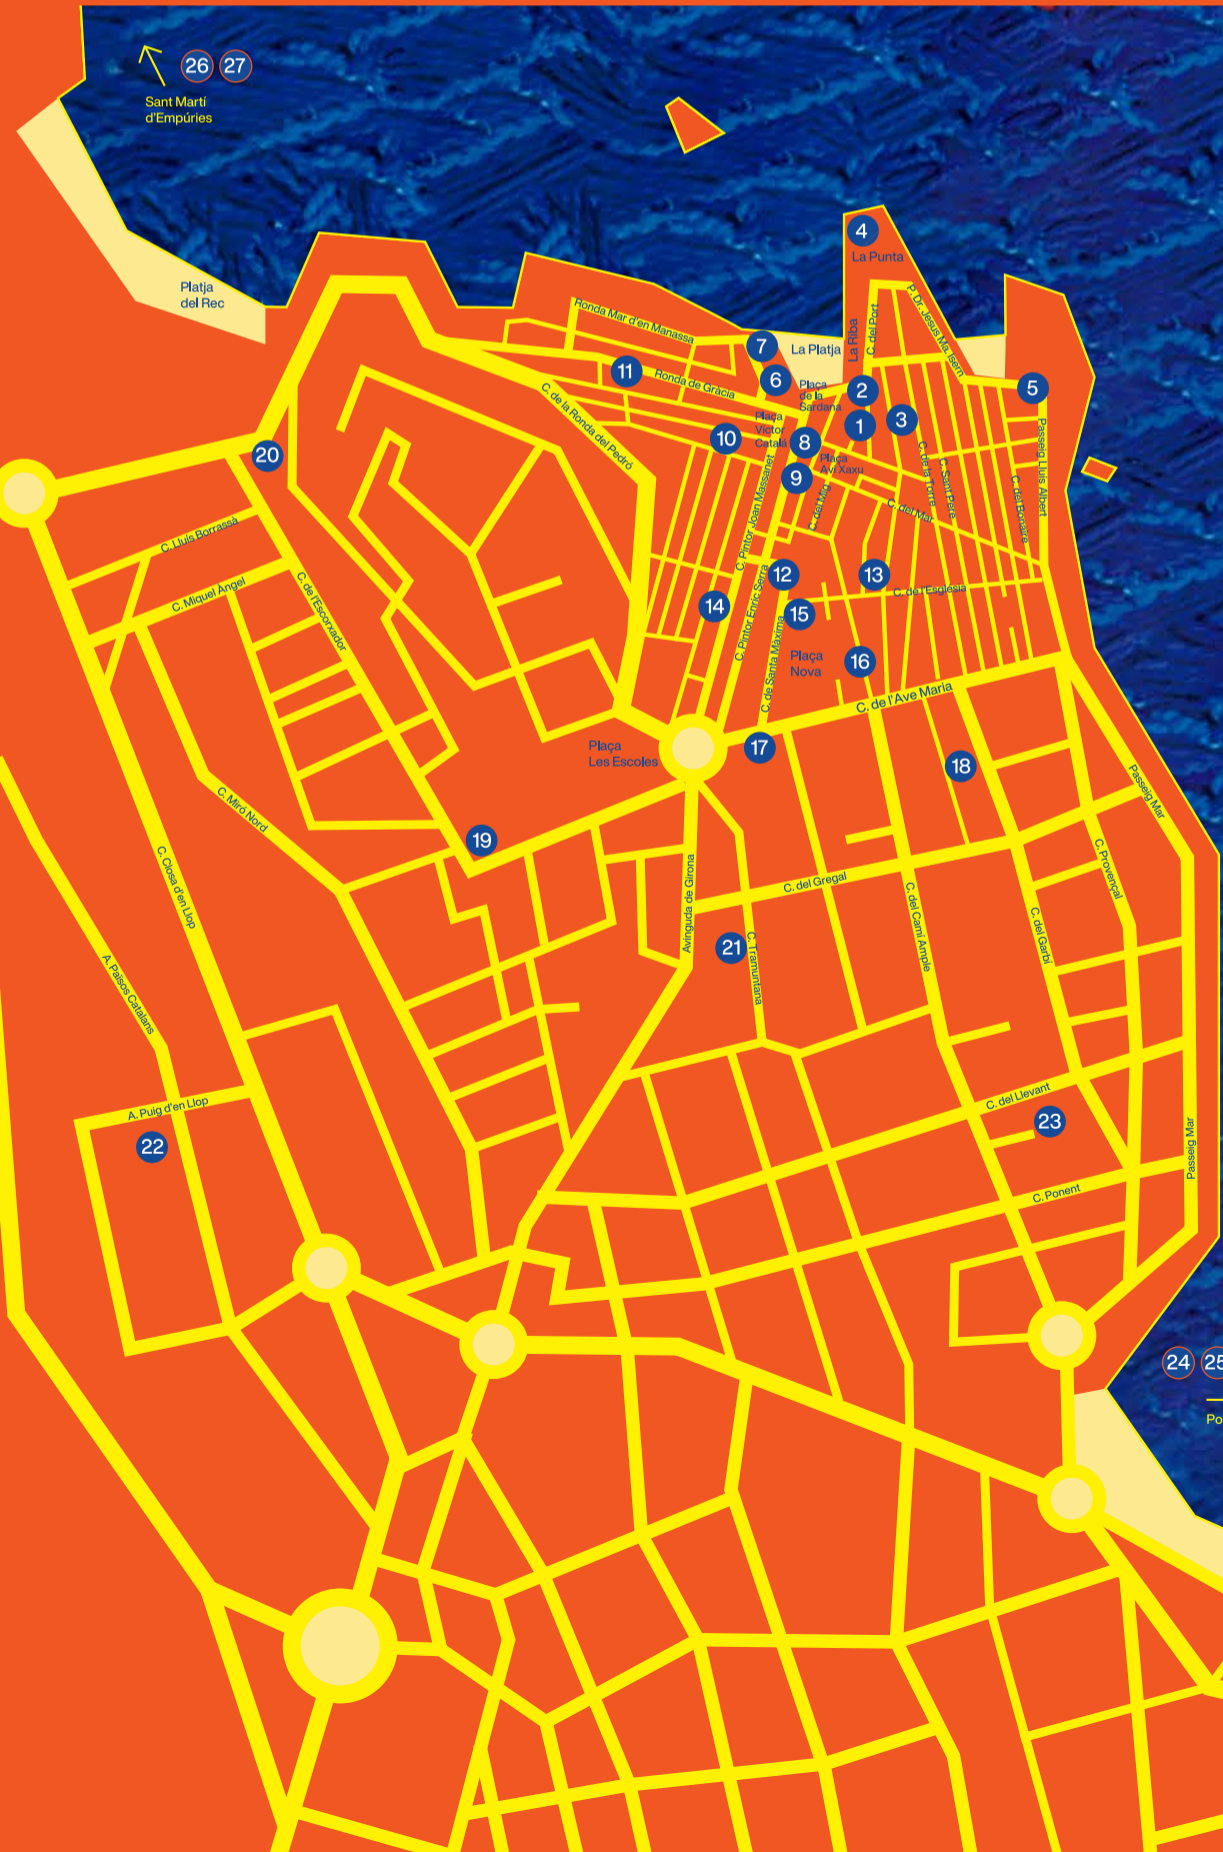 26 27
Sant Martí
d'Empúries
4
La Punta
Platja
del Rec
P. Dr. Jesus Ma. Isern
Ronda Mar d'en Manassa
La Riba
C. del Port
7
La Platja
11
Ronda de Gràcia
6
Plaça
de la
Sardana
2
5
C. de la Ronda del Pedró
Plaça
Víctor
Català
1
3
10
8
Plaça
Avi Xaxu
20
9
C. Pintor Joan Massanet
C. del Mig
C. del Mar
C. de la Torre
C. Sant Pere
C. del Bonaire
Passeig Lluís Albert
C. Lluís Borrassà
C. Miquel Àngel
C. de l'Escorxador
12
13
C. de l'Església
14
C. Pintor Enric Serra
15
C. de Santa Màxima
Plaça
Nova
16
C. de l'Ave Maria
Plaça
Les Escoles
17
18
Passeig Mar
C. Miró Nord
19
C. Closa d'en Llop
C. Provençal
Avinguda de Girona
C. del Gregal
C. del Camí Ample
C. del Garbí
21
C. Tramuntana
A. Països Catalans
A. Puig d'en Llop
22
C. del Llevant
23
Passeig Mar
C. Ponent
24 25
Po